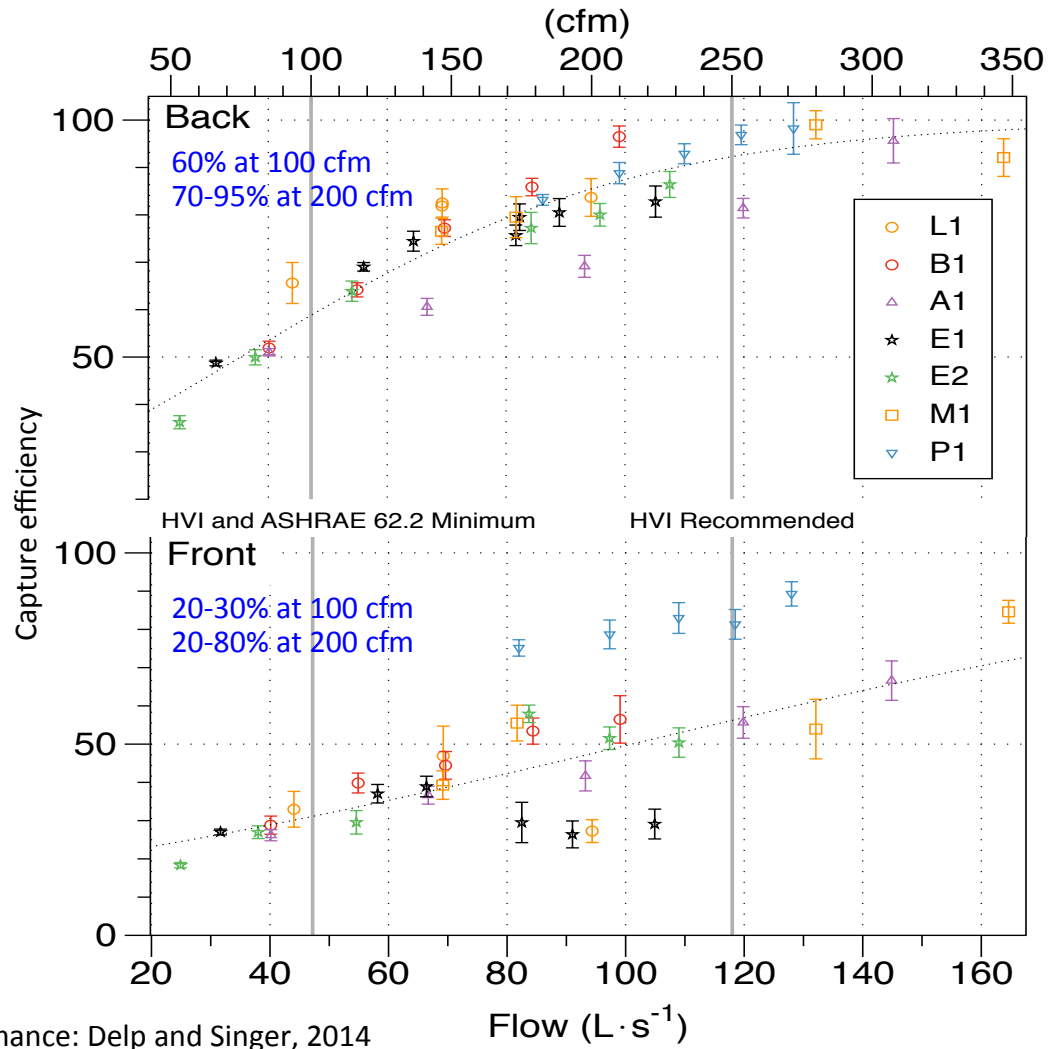 (cfm)
50 100 150 200 250 300 350
100
Back
60% at 100 cfm
70-95% at 200 cfm
L1
B1
A1
E1
E2
M1
P1
50
Capture efficiency
HVI and ASHRAE 62.2 Minimum
HVI Recommended
100
Front
20-30% at 100 cfm
20-80% at 200 cfm
50
0
20 40 60 80 100 120 140 160
Flow (L·s⁻¹)
mance: Delp and Singer, 2014